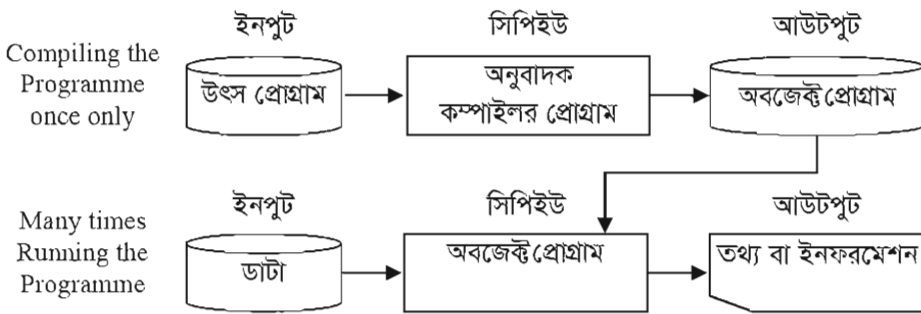 ইনপুট
সিপিইউ
আউটপুট
Compiling the
Programme
once only
উৎস প্রোগ্রাম
অনুবাদক
কম্পাইলর প্রোগ্রাম
অবজেক্ট প্রোগ্রাম
ইনপুট
সিপিইউ
আউটপুট
Many times
Running the
Programme
ডাটা
অবজেক্ট প্রোগ্রাম
তথ্য বা ইনফরমেশন